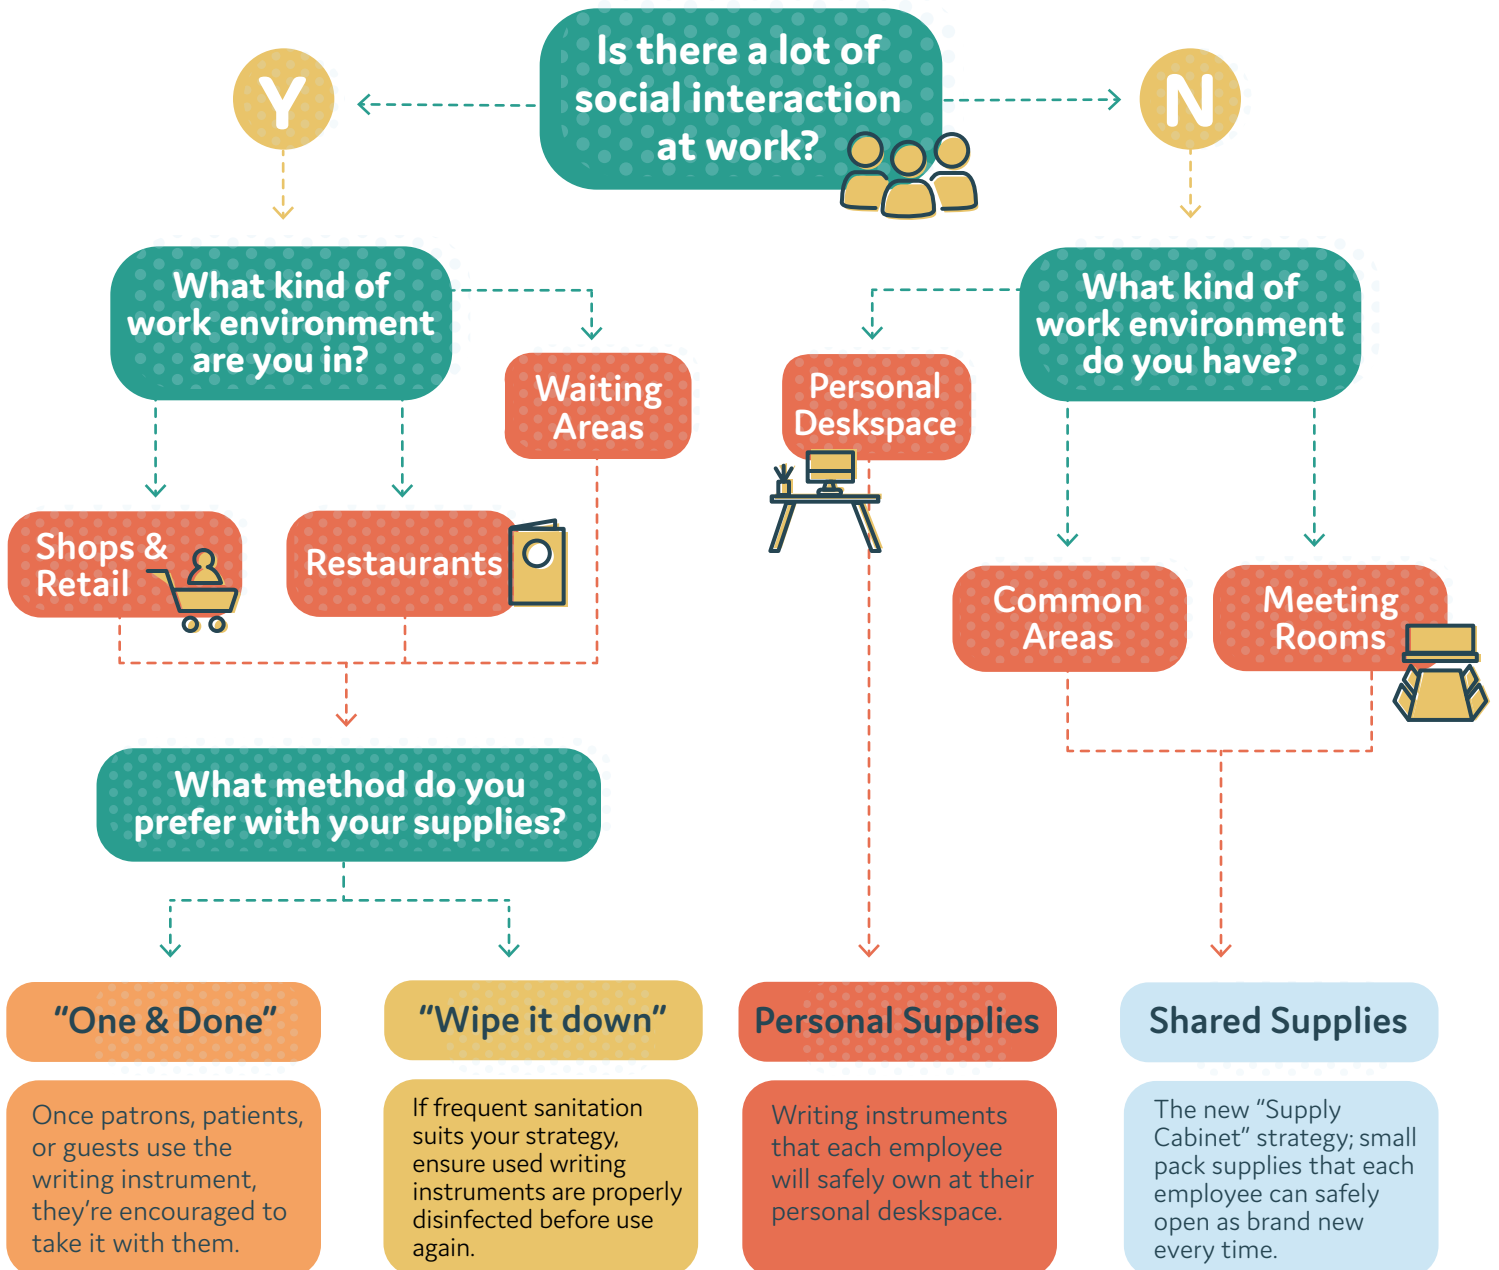 Is there a lot of
social interaction
at work?
Y
N
What kind of
work environment
are you in?
What kind of
work environment
do you have?
Waiting
Areas
Personal
Deskspace
Shops &
Retail
Restaurants
Common
Areas
Meeting
Rooms
What method do you
prefer with your supplies?
"One & Done"
"Wipe it down"
Personal Supplies
Shared Supplies
Once patrons, patients,
or guests use the
writing instrument,
they're encouraged to
take it with them.
If frequent sanitation
suits your strategy,
ensure used writing
instruments are properly
disinfected before use
again.
Writing instruments
that each employee
will safely own at their
personal deskspace.
The new "Supply
Cabinet" strategy; small
pack supplies that each
employee can safely
open as brand new
every time.